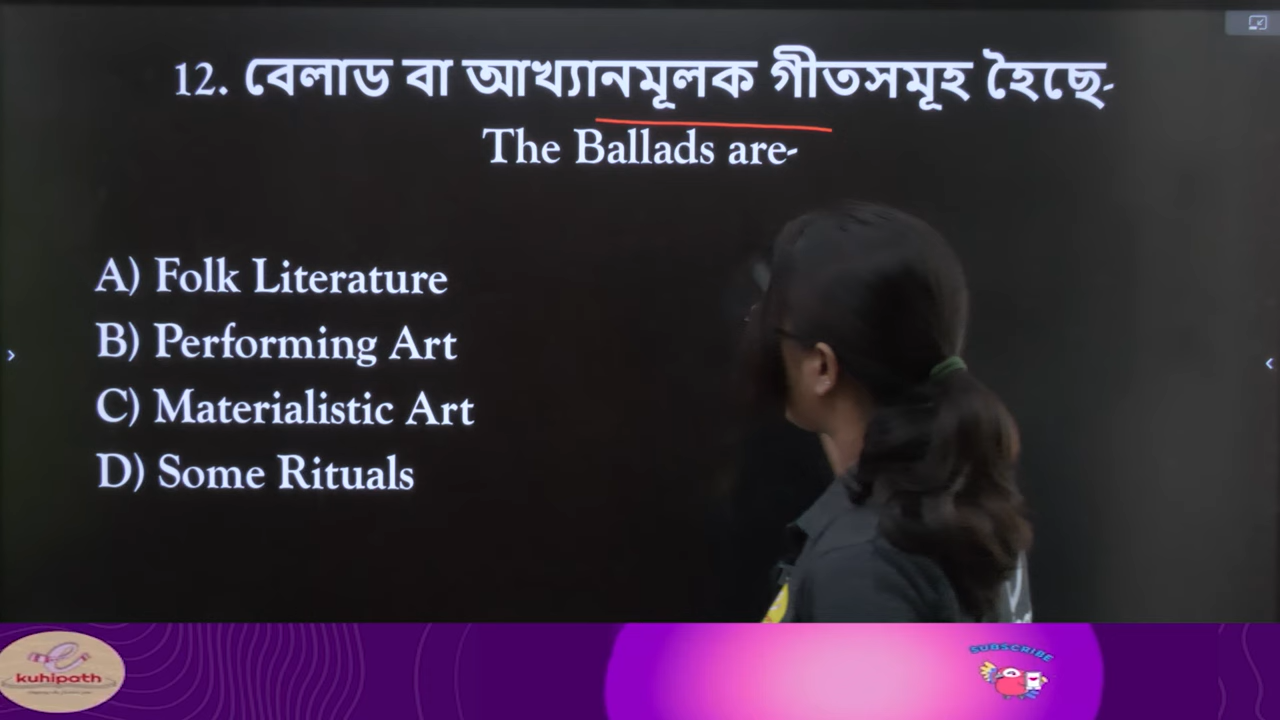 12. বেলাড বা আখ্যানমূলক গীতসমূহ হৈছে-
The Ballads are-
A) Folk Literature
B) Performing Art
C) Materialistic Art
D) Some Rituals
kuhipath
SUBSCRIBE